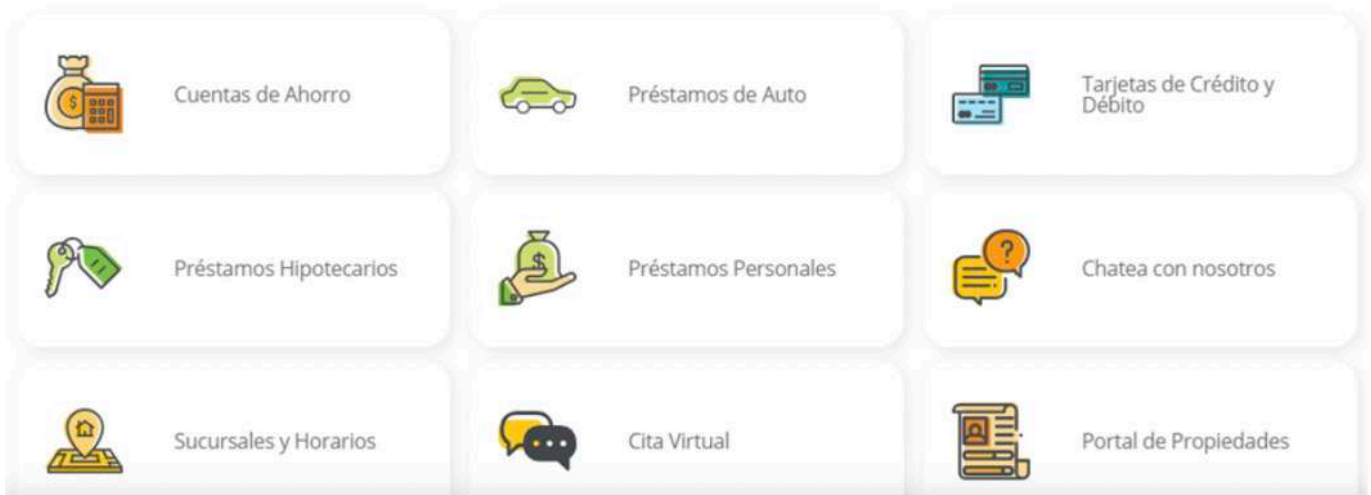 Cuentas de Ahorro
Préstamos de Auto
Tarjetas de Crédito y
Débito
Préstamos Hipotecarios
Préstamos Personales
Chatea con nosotros
Sucursales y Horarios
Cita Virtual
Portal de Propiedades